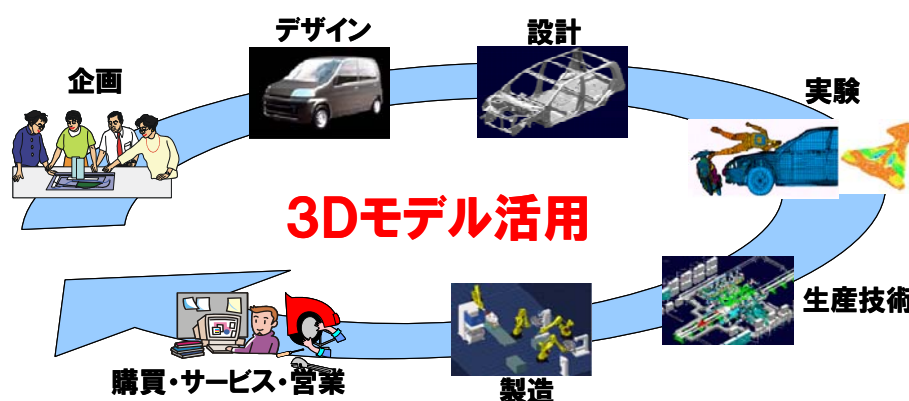 企画
デザイン
設計
実験
3Dモデル活用
生産技術
製造
購買・サービス・営業